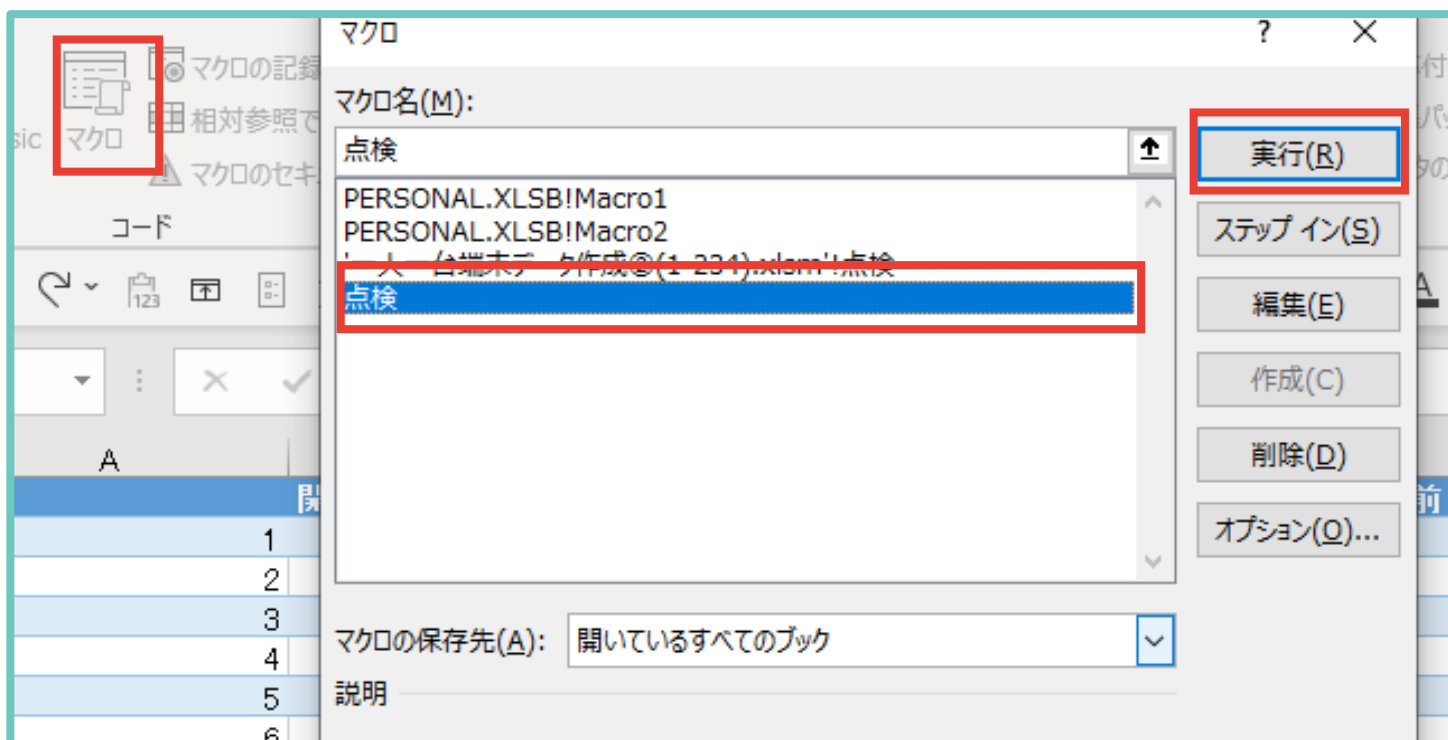 マクロ
?
マクロの記録
sic
マクロ
相対参照で
マクロのセキ
コード
マクロ名(M):
点検
PERSONAL.XLSB!Macro1
PERSONAL.XLSB!Macro2
点検
実行(R)
ステップ イン(S)
編集(E)
作成(C)
削除(D)
オプション(O)...
123
A
A
前
1
2
3
4
5
6
マクロの保存先(A):
開いているすべてのブック
説明